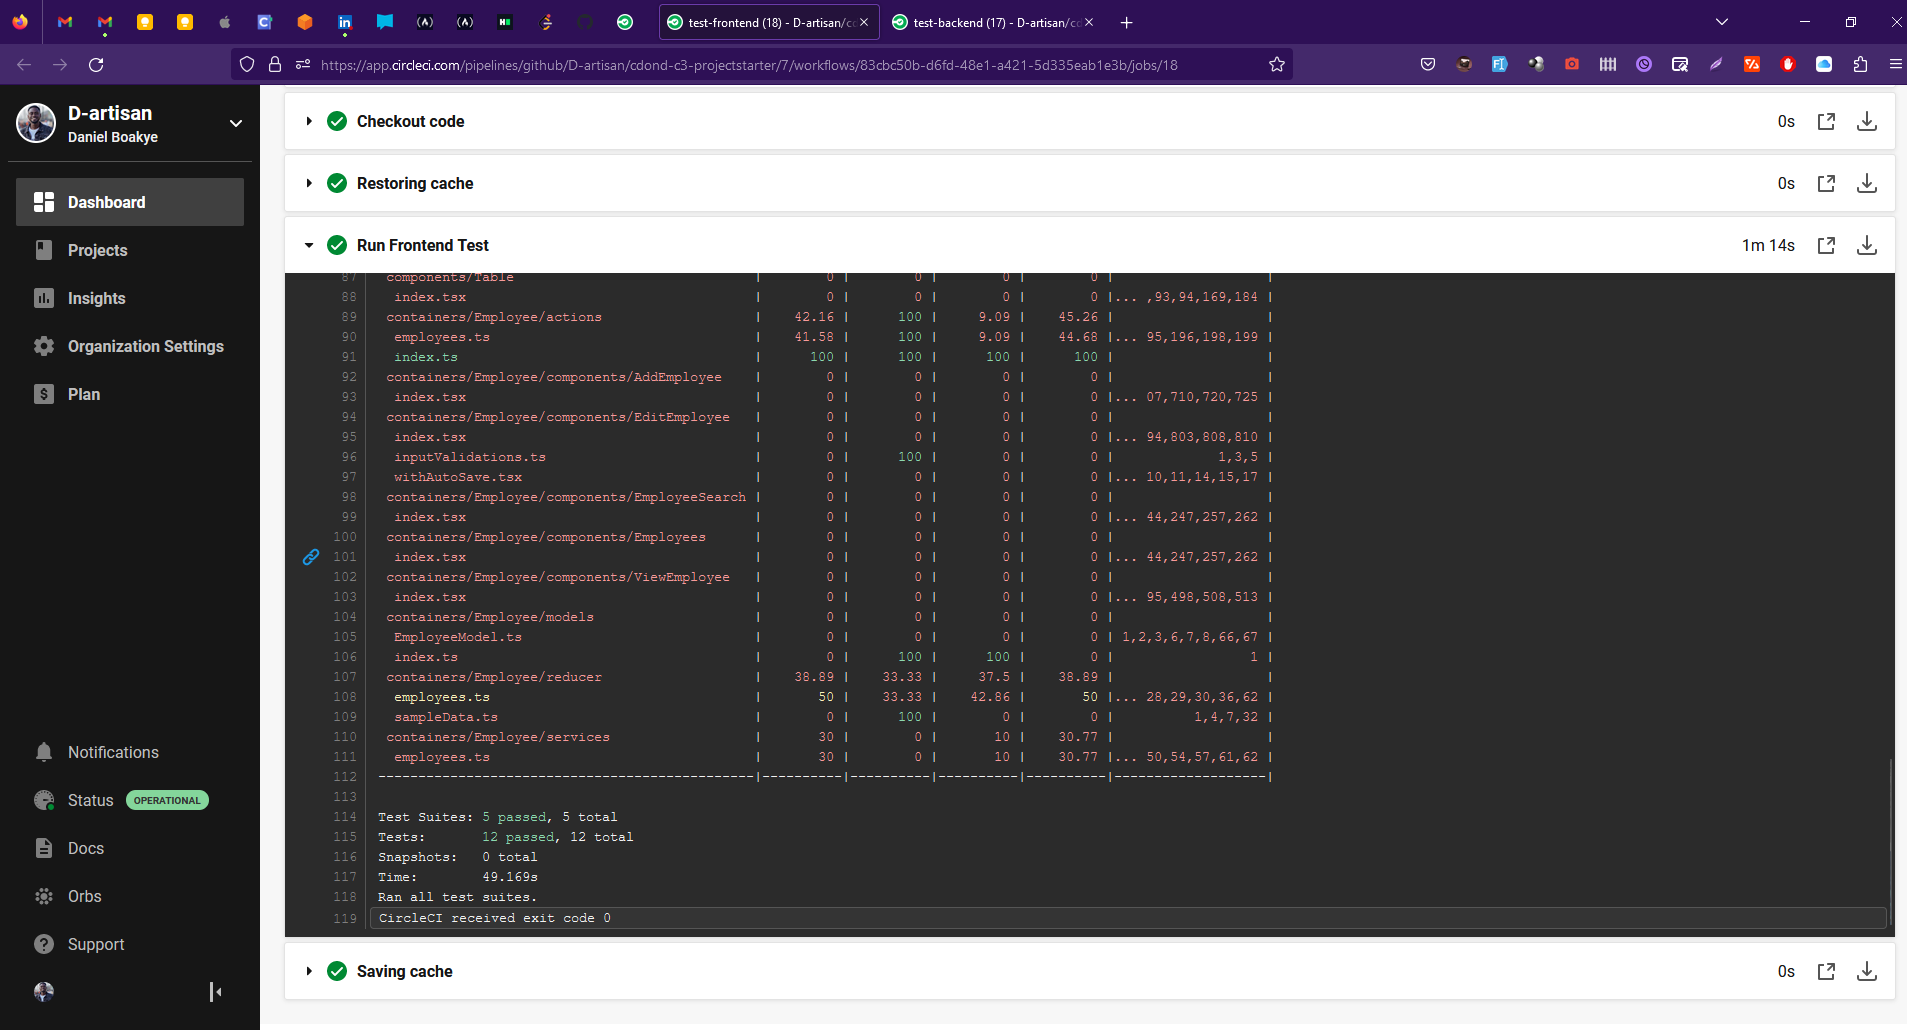 test-frontend (18) - D-artisan/cd
test-backend (17) - D-artisan/cd
https://app.circleci.com/pipelines/github/D-artisan/cdond-c3-projectstarter/7/workflows/83cbc50b-d6fd-48e1-a421-5d335eab1e3b/jobs/18
D-artisan
Daniel Boakye
Dashboard
Projects
Insights
Organization Settings
Plan
Notifications
Status OPERATIONAL
Docs
Orbs
Support
Checkout code 0s
Restoring cache 0s
Run Frontend Test 1m 14s
87 components/Table | 0 | 0 | 0 | 0 | |
88 index.tsx | 0 | 0 | 0 | 0 |... ,93,94,169,184 |
89 containers/Employee/actions | 42.16 | 100 | 9.09 | 45.26 | |
90 employees.ts | 41.58 | 100 | 9.09 | 44.68 |... 95,196,198,199 |
91 index.ts | 100 | 100 | 100 | 100 | |
92 containers/Employee/components/AddEmployee | 0 | 0 | 0 | 0 | |
93 index.tsx | 0 | 0 | 0 | 0 |... 07,710,720,725 |
94 containers/Employee/components/EditEmployee | 0 | 0 | 0 | 0 | |
95 index.tsx | 0 | 0 | 0 | 0 |... 94,803,808,810 |
96 inputValidations.ts | 0 | 100 | 0 | 0 | 1,3,5 |
97 withAutoSave.tsx | 0 | 0 | 0 | 0 |... 10,11,14,15,17 |
98 containers/Employee/components/EmployeeSearch | 0 | 0 | 0 | 0 | |
99 index.tsx | 0 | 0 | 0 | 0 |... 44,247,257,262 |
100 containers/Employee/components/Employees | 0 | 0 | 0 | 0 | |
101 index.tsx | 0 | 0 | 0 | 0 |... 44,247,257,262 |
102 containers/Employee/components/ViewEmployee | 0 | 0 | 0 | 0 | |
103 index.tsx | 0 | 0 | 0 | 0 |... 95,498,508,513 |
104 containers/Employee/models | 0 | 0 | 0 | 0 | |
105 EmployeeModel.ts | 0 | 0 | 0 | 0 | 1,2,3,6,7,8,66,67 |
106 index.ts | 0 | 100 | 100 | 0 | 1 |
107 containers/Employee/reducer | 38.89 | 33.33 | 37.5 | 38.89 | |
108 employees.ts | 50 | 33.33 | 42.86 | 50 |... 28,29,30,36,62 |
109 sampleData.ts | 0 | 100 | 0 | 0 | 1,4,7,32 |
110 containers/Employee/services | 30 | 0 | 10 | 30.77 | |
111 employees.ts | 30 | 0 | 10 | 30.77 |... 50,54,57,61,62 |
112 -----------------------------------------------|----------|----------|----------|----------|-------------------|
113
114 Test Suites: 5 passed, 5 total
115 Tests: 12 passed, 12 total
116 Snapshots: 0 total
117 Time: 49.169s
118 Ran all test suites.
119 CircleCI received exit code 0
Saving cache 0s